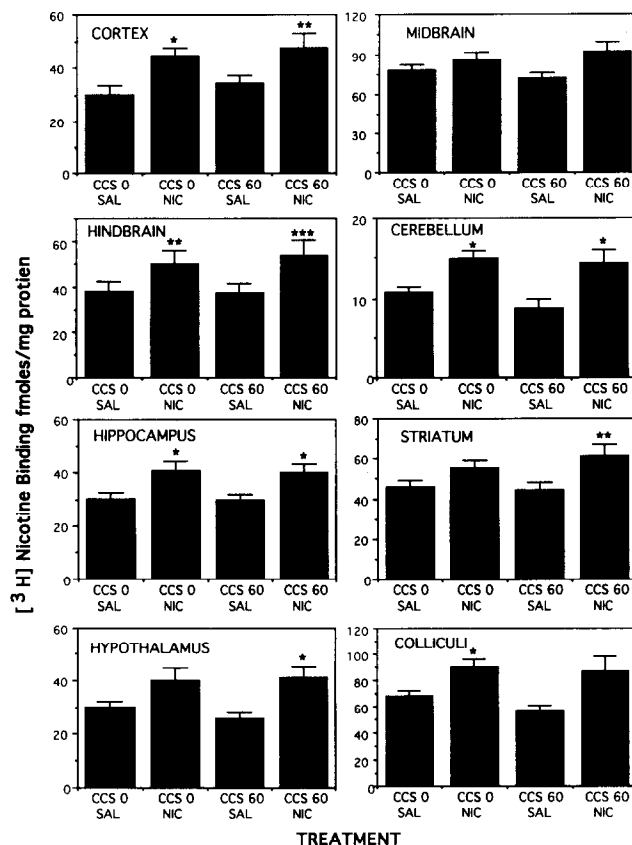 CORTEX
60
40
20
0
*
**
CCS 0 CCS 0 CCS 60 CCS 60
SAL NIC SAL NIC
MIDBRAIN
120
90
60
30
0
CCS 0 CCS 0 CCS 60 CCS 60
SAL NIC SAL NIC
HINDBRAIN
60
40
20
0
**
***
CCS 0 CCS 0 CCS 60 CCS 60
SAL NIC SAL NIC
CEREBELLUM
20
10
0
*
*
CCS 0 CCS 0 CCS 60 CCS 60
SAL NIC SAL NIC
HIPPOCAMPUS
60
40
20
0
*
*
CCS 0 CCS 0 CCS 60 CCS 60
SAL NIC SAL NIC
STRIATUM
80
60
40
20
0
**
CCS 0 CCS 0 CCS 60 CCS 60
SAL NIC SAL NIC
HYPOTHALAMUS
60
40
20
0
*
CCS 0 CCS 0 CCS 60 CCS 60
SAL NIC SAL NIC
COLLICULI
120
100
80
60
40
20
0
*
CCS 0 CCS 0 CCS 60 CCS 60
SAL NIC SAL NIC
[3H] Nicotine Binding fmoles/mg protien
TREATMENT